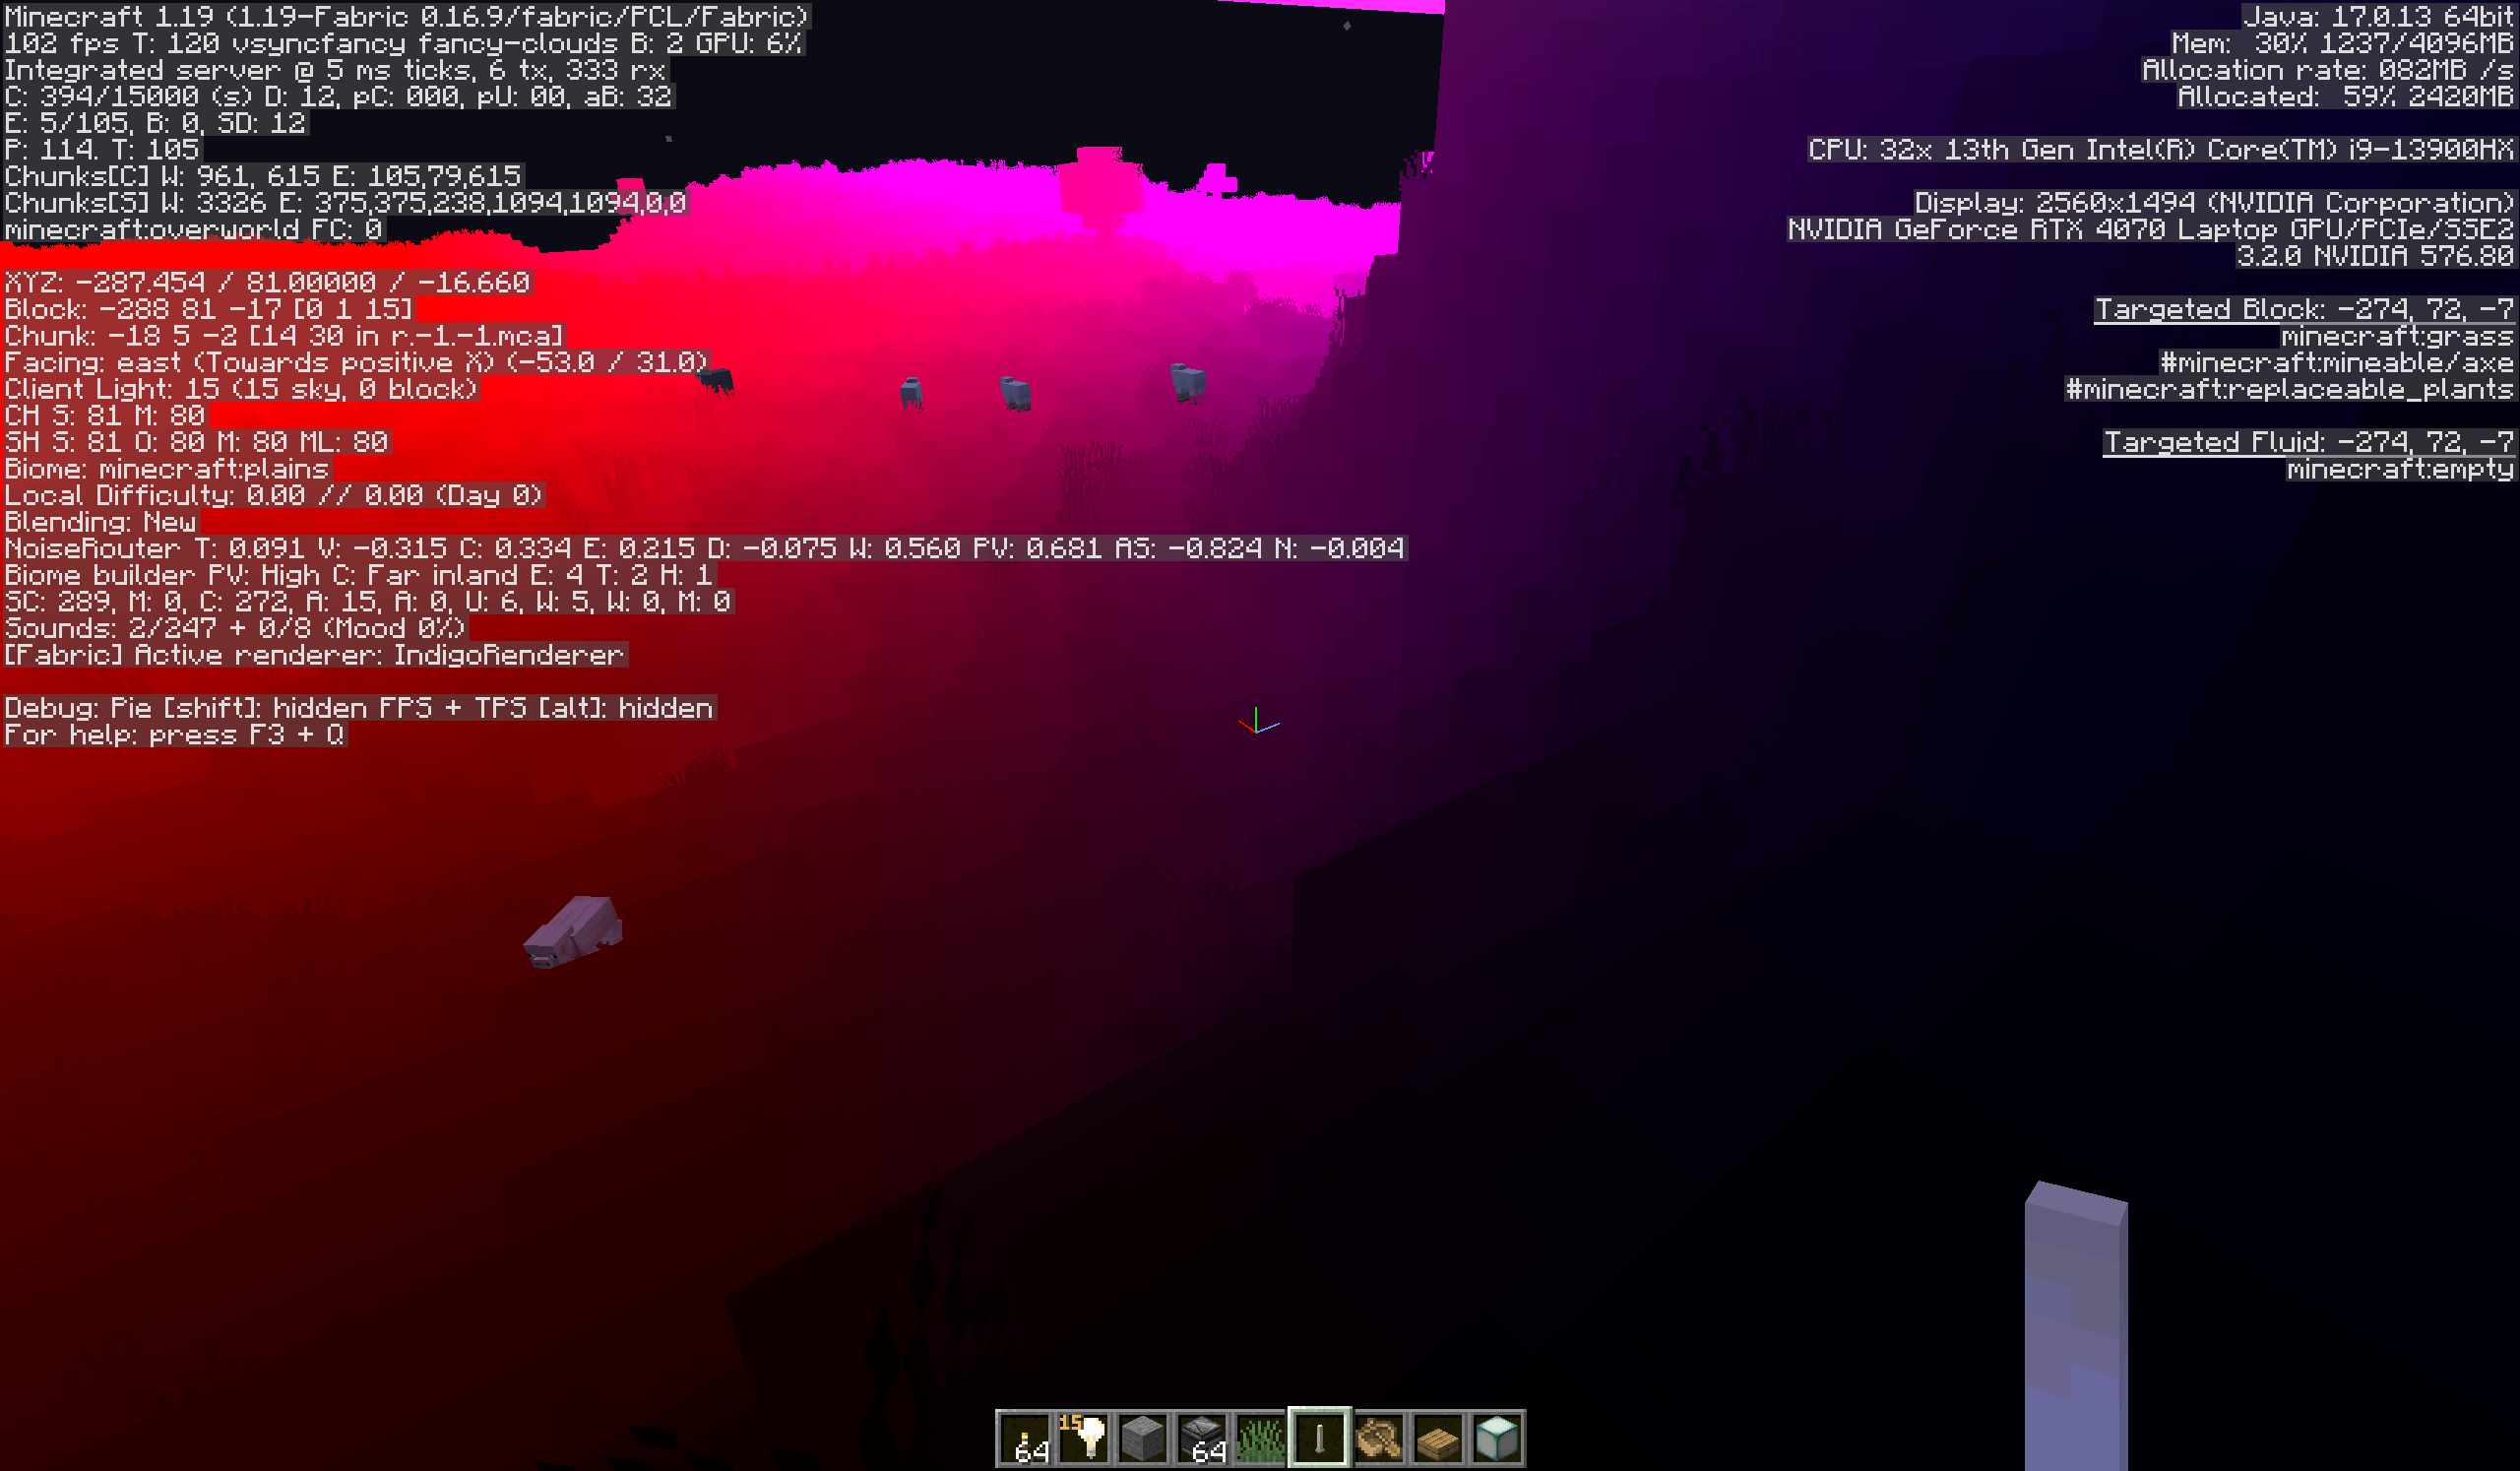 Minecraft 1.19 (1.19-Fabric 0.16.9/fabric/PCL/Fabric)
102 fps T: 120 vsyncfancy fancy-clouds B: 2 GPU: 6%
Integrated server @ 5 ms ticks, 6 tx, 333 rx
C: 394/15000 (s) D: 12, pC: 000, pU: 00, aB: 32
E: 5/105, B: 0, SD: 12
P: 114. T: 105
Chunks[C] W: 961, 615 E: 105,79,615
Chunks[S] W: 3326 E: 375,375,238,1094,1094,0,0
minecraft:overworld FC: 0
XYZ: -287.454 / 81.00000 / -16.660
Block: -288 81 -17 [0 1 15]
Chunk: -18 5 -2 [14 30 in r.-1.-1.mca]
Facing: east (Towards positive X) (-53.0 / 31.0)
Client Light: 15 (15 sky, 0 block)
CH S: 81 M: 80
SH S: 81 O: 80 M: 80 ML: 80
Biome: minecraft:plains
Local Difficulty: 0.00 // 0.00 (Day 0)
Blending: New
NoiseRouter T: 0.091 V: -0.315 C: 0.334 E: 0.215 D: -0.075 W: 0.560 PV: 0.681 AS: -0.824 N: -0.004
Biome builder PV: High C: Far inland E: 4 T: 2 H: 1
SC: 289, M: 0, C: 272, A: 15, A: 0, U: 6, W: 5, W: 0, M: 0
Sounds: 2/247 + 0/8 (Mood 0%)
[Fabric] Active renderer: IndigoRenderer
Debug: Pie [shift]: hidden FPS + TPS [alt]: hidden
For help: press F3 + Q
Java: 17.0.13 64bit
Mem: 30% 1237/4096MB
Allocation rate: 082MB /s
Allocated: 59% 2420MB
CPU: 32x 13th Gen Intel(R) Core(TM) i9-13900HX
Display: 2560x1494 (NVIDIA Corporation)
NVIDIA GeForce RTX 4070 Laptop GPU/PCIe/SSE2
3.2.0 NVIDIA 576.80
Targeted Block: -274, 72, -7
minecraft:grass
#minecraft:mineable/axe
#minecraft:replaceable_plants
Targeted Fluid: -274, 72, -7
minecraft:empty
64 15 64